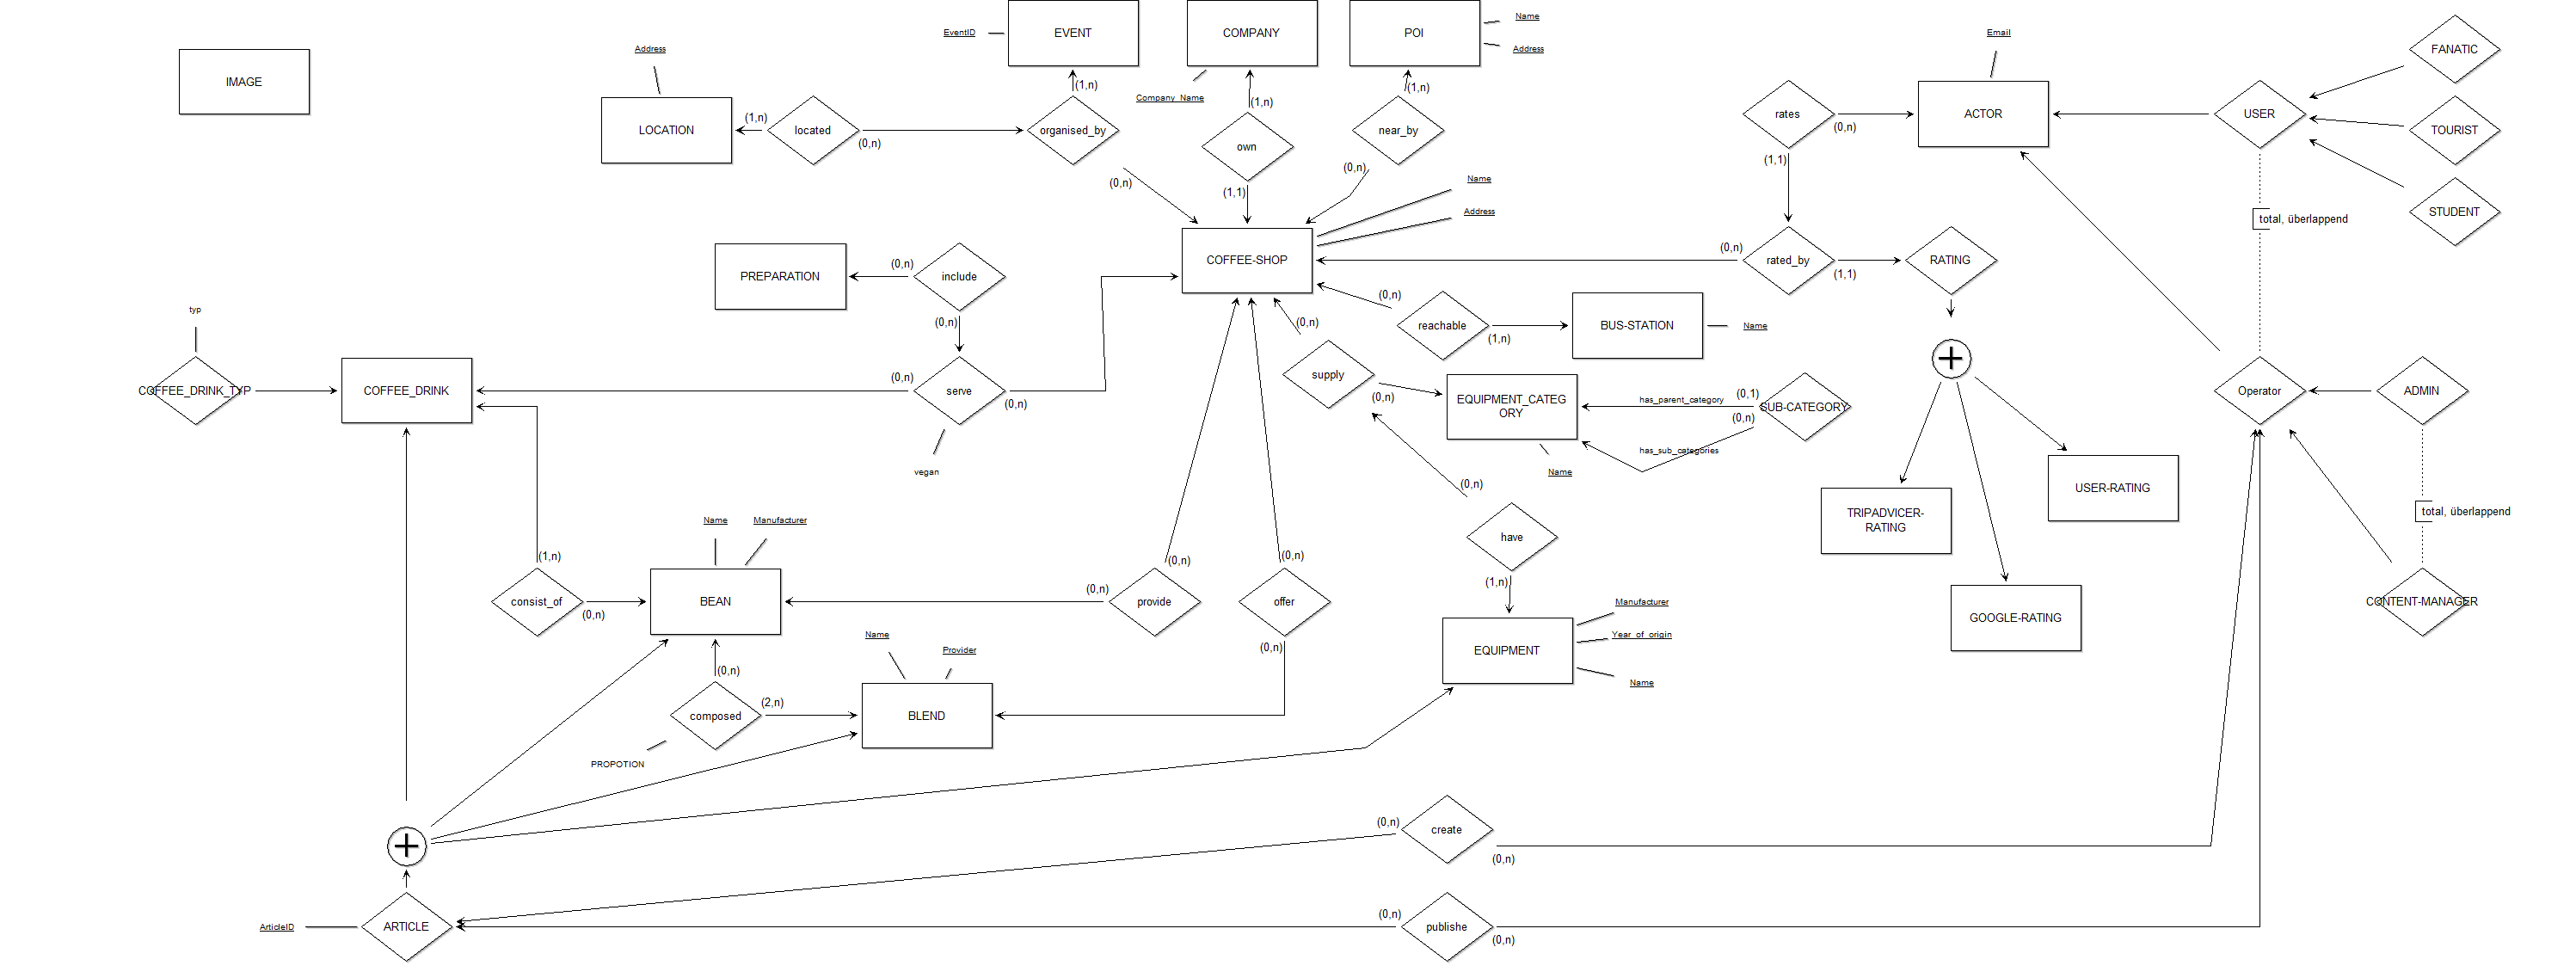 EventID
EVENT
COMPANY
POI
Name
Address
Email
FANATIC
IMAGE
Address
(1,n)
Company_Name
(1,n)
(1,n)
LOCATION
(1,n)
located
(0,n)
organised_by
own
near_by
rates
(0,n)
ACTOR
USER
TOURIST
(0,n)
(1,1)
(0,n)
(1,1)
Name
Address
STUDENT
total, überlappend
PREPARATION
(0,n)
include
(0,n)
COFFEE-SHOP
(0,n)
rated_by
(1,1)
RATING
(0,n)
(0,n)
reachable
(1,n)
BUS-STATION
Name
typ
COFFEE_DRINK_TYP
COFFEE_DRINK
(0,n)
serve
(0,n)
vegan
supply
(0,n)
EQUIPMENT_CATEG
ORY
has_parent_category
(0,1)
(0,n)
SUB-CATEGORY
has_sub_categories
Name
Operator
ADMIN
(0,n)
USER-RATING
TRIPADVICER-
RATING
total, überlappend
Name
Manufacturer
have
(1,n)
(1,n)
consist_of
(0,n)
BEAN
(0,n)
provide
(0,n)
offer
(0,n)
(0,n)
GOOGLE-RATING
CONTENT-MANAGER
Manufacturer
Year_of_origin
Name
EQUIPMENT
Name
Provider
(0,n)
composed
(2,n)
BLEND
PROPOTION
(0,n)
create
(0,n)
ArticleID
ARTICLE
(0,n)
publishe
(0,n)